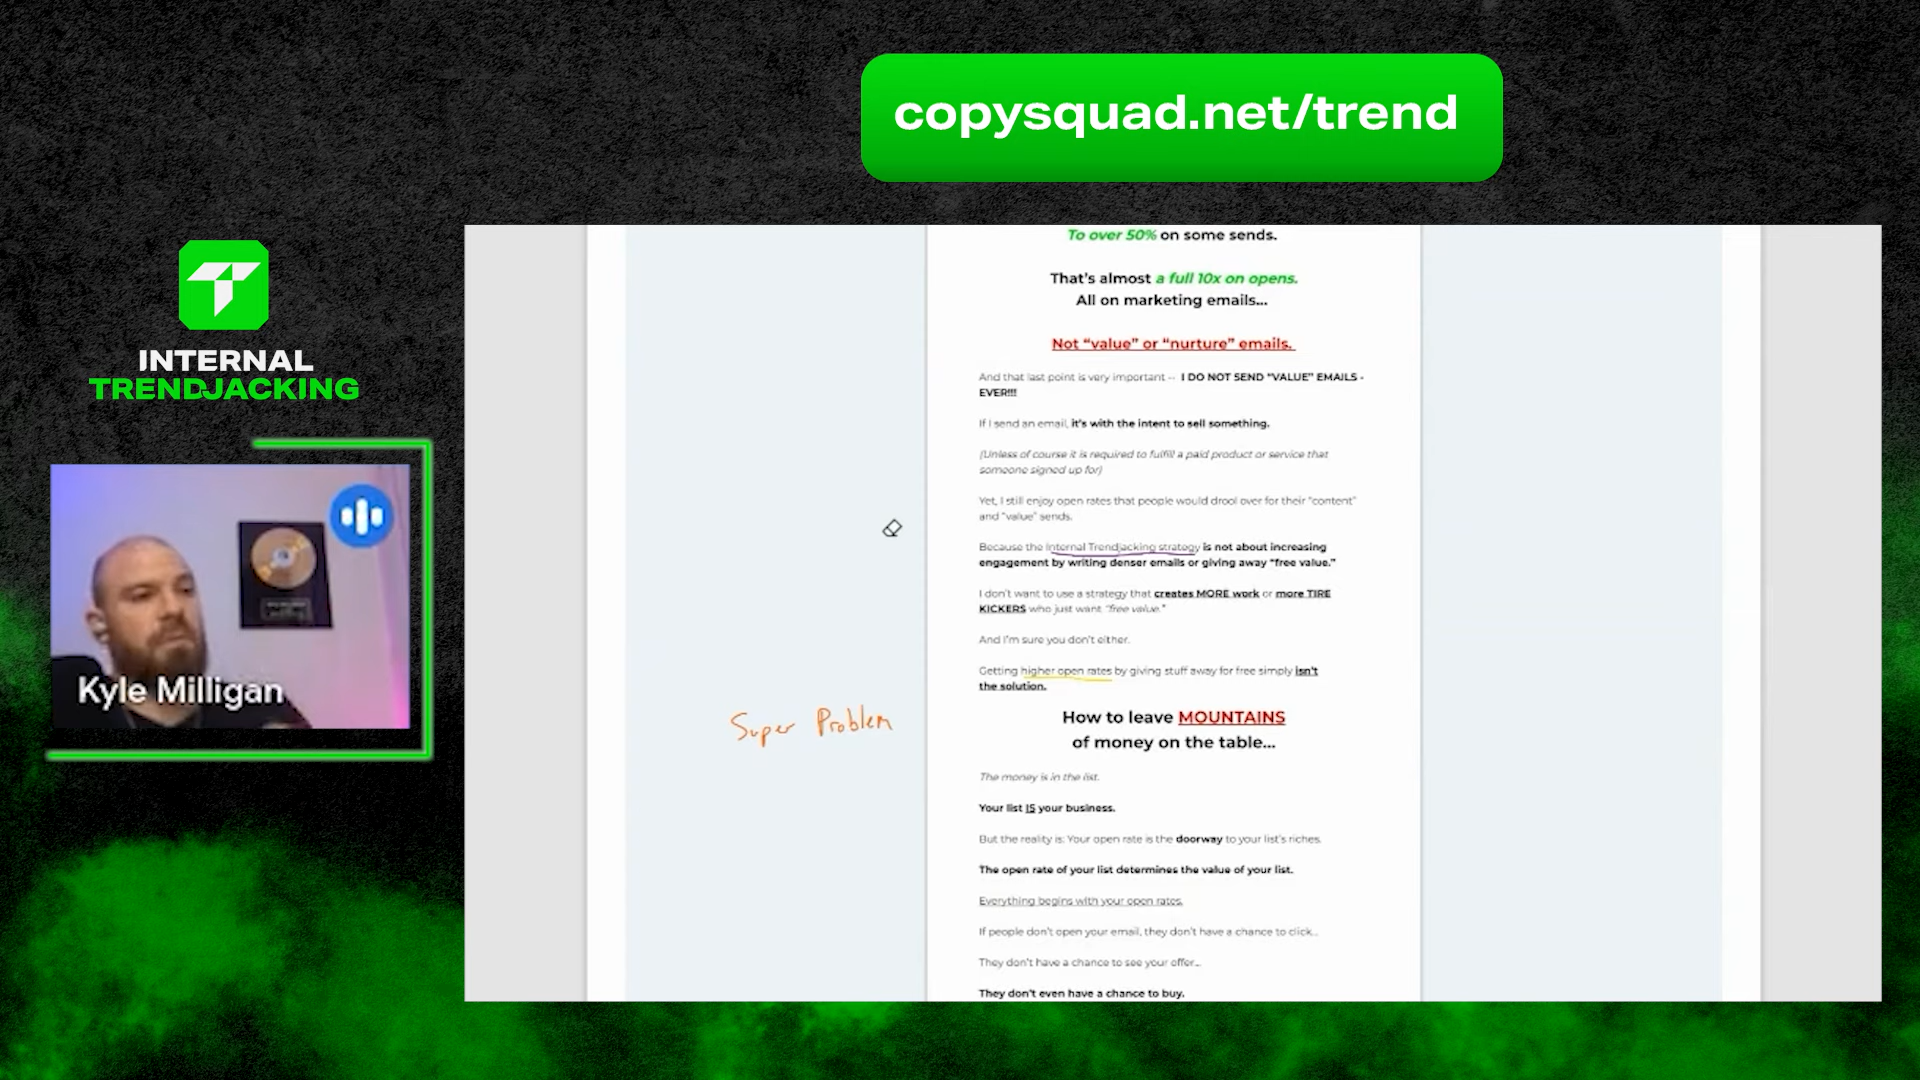 copysquad.net/trend
INTERNAL
TRENDJACKING
Kyle Milligan
To over 50% on some sends.
That's almost a full 10x on opens.
All on marketing emails...
Not “value” or “nurture” emails.
And that last point is very important -- I DO NOT SEND “VALUE” EMAILS -
EVER!!!
If I send an email, it's with the intent to sell something.
(Unless of course it is required to fulfill a paid product or service that
someone signed up for)
Yet, I still enjoy open rates that people would drool over for their “content”
and “value” sends.
Because the Internal Trendjacking strategy is not about increasing
engagement by writing denser emails or giving away “free value.”
I don't want to use a strategy that creates MORE work or more TIRE
KICKERS who just want “free value.”
And I'm sure you don't either.
Getting higher open rates by giving stuff away for free simply isn't
the solution.
Super Problem
How to leave MOUNTAINS
of money on the table...
The money is in the list.
Your list IS your business.
But the reality is: Your open rate is the doorway to your list's riches.
The open rate of your list determines the value of your list.
Everything begins with your open rates.
If people don't open your email, they don't have a chance to click...
They don't have a chance to see your offer...
They don't even have a chance to buy.